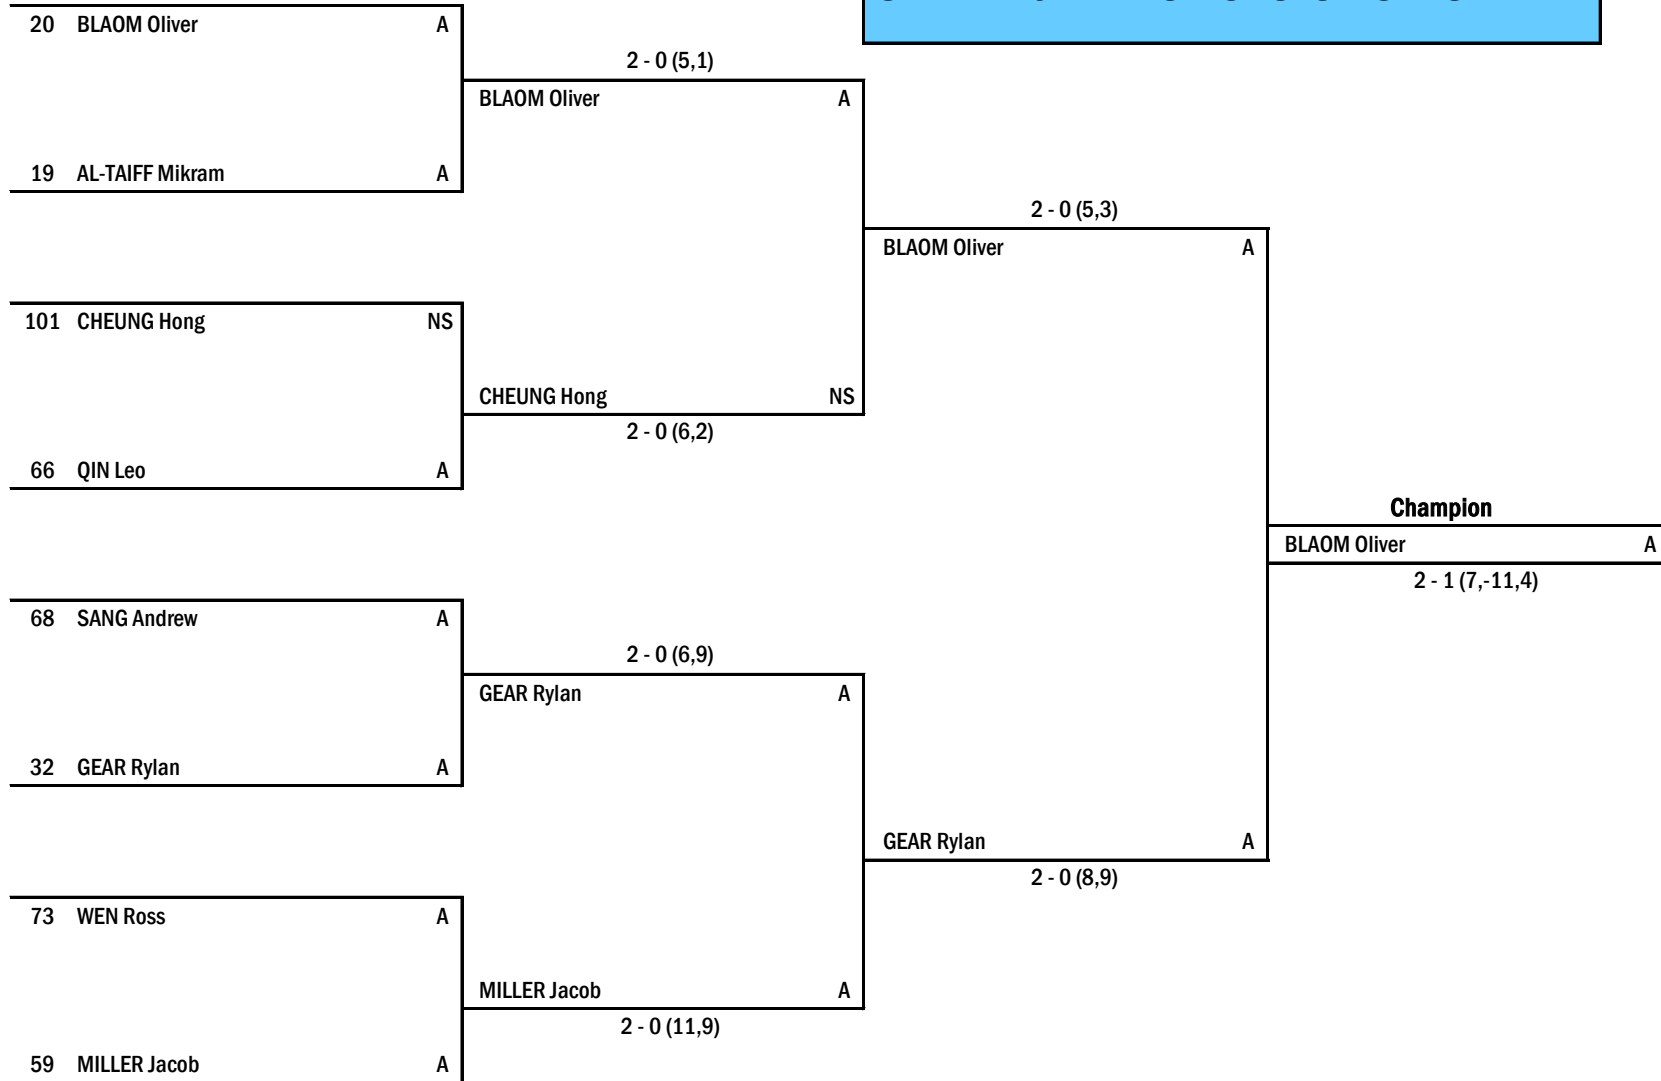 20 BLAOM Oliver A
2 - 0 (5,1)
BLAOM Oliver A
19 AL-TAIFF Mikram A
2 - 0 (5,3)
BLAOM Oliver A
101 CHEUNG Hong NS
CHEUNG Hong NS
2 - 0 (6,2)
66 QIN Leo A
Champion
BLAOM Oliver A
2 - 1 (7,-11,4)
68 SANG Andrew A
2 - 0 (6,9)
GEAR Rylan A
32 GEAR Rylan A
GEAR Rylan A
2 - 0 (8,9)
73 WEN Ross A
MILLER Jacob A
2 - 0 (11,9)
59 MILLER Jacob A